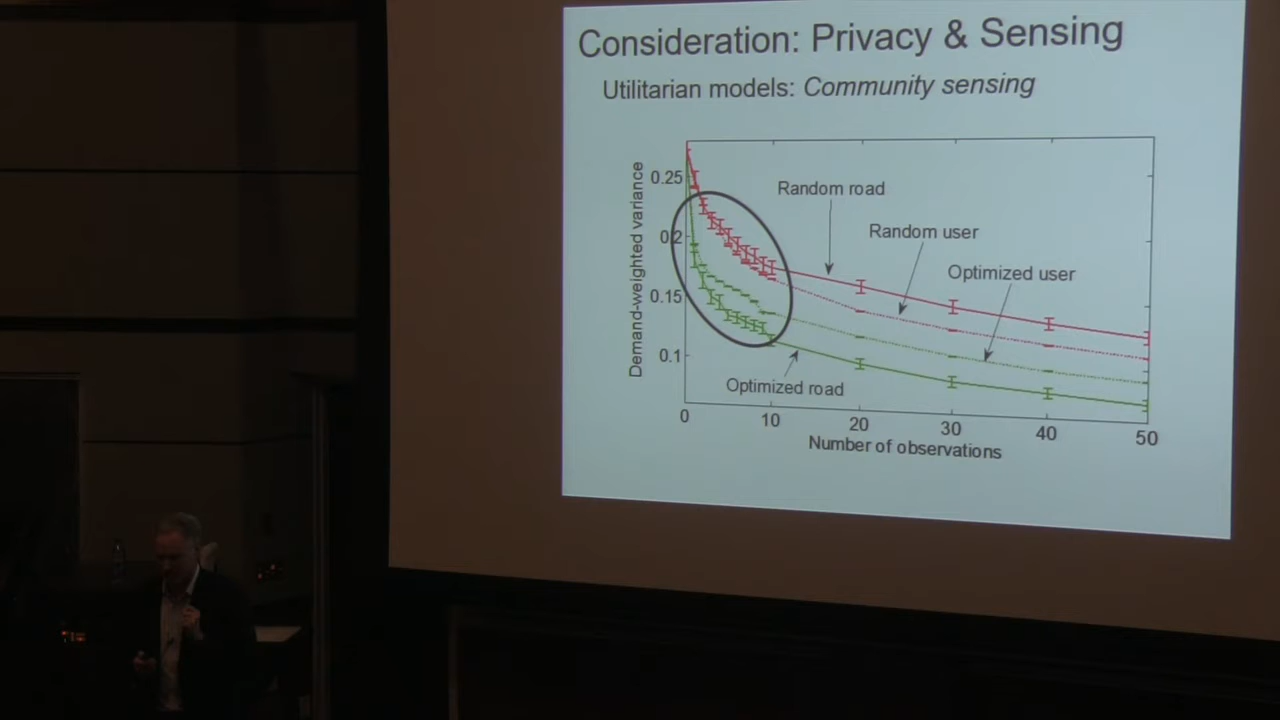 Consideration: Privacy & Sensing
Utilitarian models: Community sensing
Demand-weighted variance
0.25
0.2
0.15
0.1
Random road
Random user
Optimized user
Optimized road
0 10 20 30 40 50
Number of observations